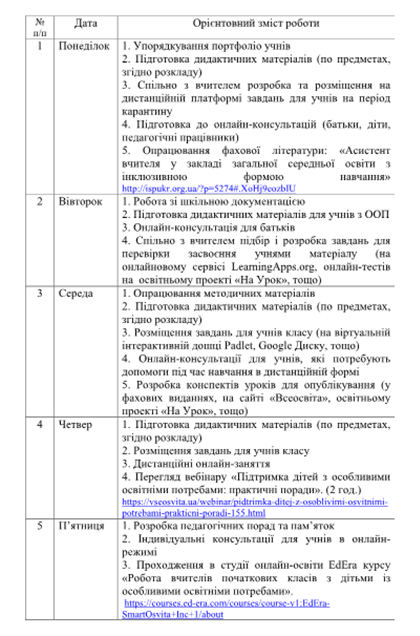 № Дата Орієнтовний зміст роботи
п/п
1 Понеділок 1. Упорядкування портфоліо учнів
2. Підготовка дидактичних матеріалів (по предметах,
згідно розкладу)
3. Спільно з вчителем розробка та розміщення на
дистанційній платформі завдань для учнів на період
карантину
4. Підготовка до онлайн-консультацій (батьки, діти,
педагогічні працівники)
5. Опрацювання фахової літератури: «Асистент
вчителя у закладі загальної середньої освіти з
інклюзивною формою навчання»
http://ispukr.org.ua/?p=5274#.XoHj9eozbIU
2 Вівторок 1. Робота зі шкільною документацією
2. Підготовка дидактичних матеріалів для учнів з ООП
3. Онлайн-консультація для батьків
4. Спільно з вчителем підбір і розробка завдань для
перевірки засвоєння учнями матеріалу (на
онлайновому сервісі LearningApps.org, онлайн-тестів
на освітньому проекті «На Урок», тощо)
3 Середа 1. Опрацювання методичних матеріалів
2. Підготовка дидактичних матеріалів (по предметах,
згідно розкладу)
3. Розміщення завдань для учнів класу (на віртуальній
інтерактивній дошці Padlet, Google Диску, тощо)
4. Онлайн-консультації для учнів, які потребують
допомоги під час навчання в дистанційній формі
5. Розробка конспектів уроків для опублікування (у
фахових виданнях, на сайті «Всеосвіта», освітньому
проекті «На Урок», тощо)
4 Четвер 1. Підготовка дидактичних матеріалів (по предметах,
згідно розкладу)
2. Розміщення завдань для учнів класу
3. Дистанційні онлайн-заняття
4. Перегляд вебінару «Підтримка дітей з особливими
освітніми потребами: практичні поради». (2 год.)
https://vseosvita.ua/webinar/pidtrimka-ditej-z-osoblivimi-osvitnimi-
potrebami-prakticni-poradi-155.html
5 П’ятниця 1. Розробка педагогічних порад та пам’яток
2. Індивідуальні консультації для учнів в онлайн-
режимі
3. Проходження в студії онлайн-освіти EdEra курсу
«Робота вчителів початкових класів з дітьми із
особливими освітніми потребами».
https://courses.ed-era.com/courses/course-v1:EdEra-
SmartOsvita+Inc+1/about